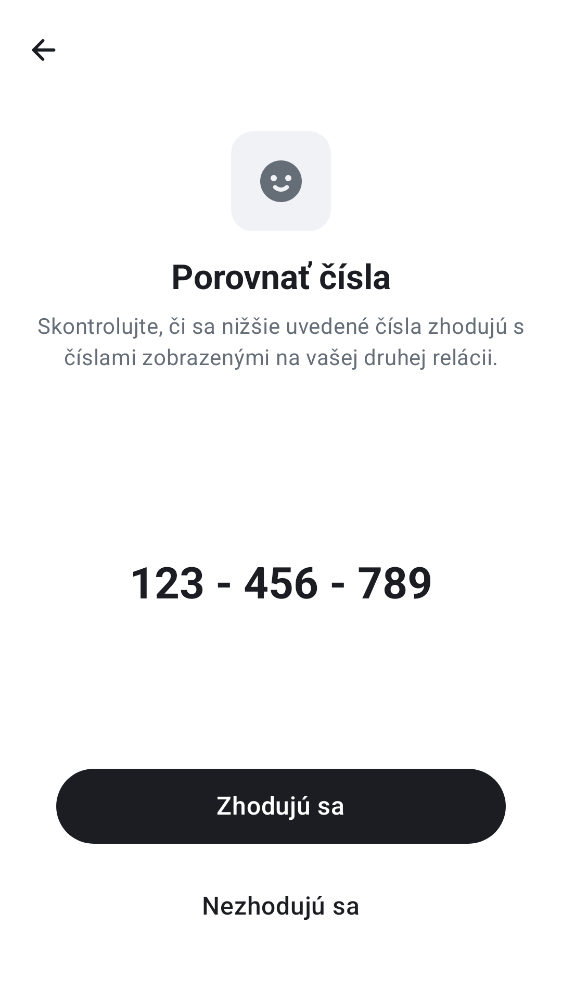 Porovnať čísla
Skontrolujte, či sa nižšie uvedené čísla zhodujú s
číslami zobrazenými na vašej druhej relácii.
123 - 456 - 789
Zhodujú sa
Nezhodujú sa